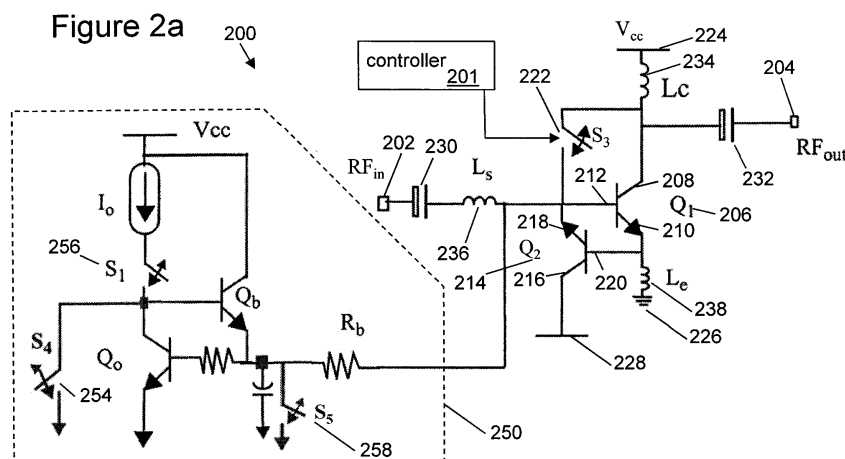 Figure 2a
200
controller
201
222
Vcc
224
234
Lc
204
S3
RFout
232
Vcc
202
230
RFin
Ls
236
212
208
Q1
206
210
218
Q2
214
216
220
Le
238
226
228
Io
256
S1
Qb
Rb
S4
Qo
254
S5
250
258